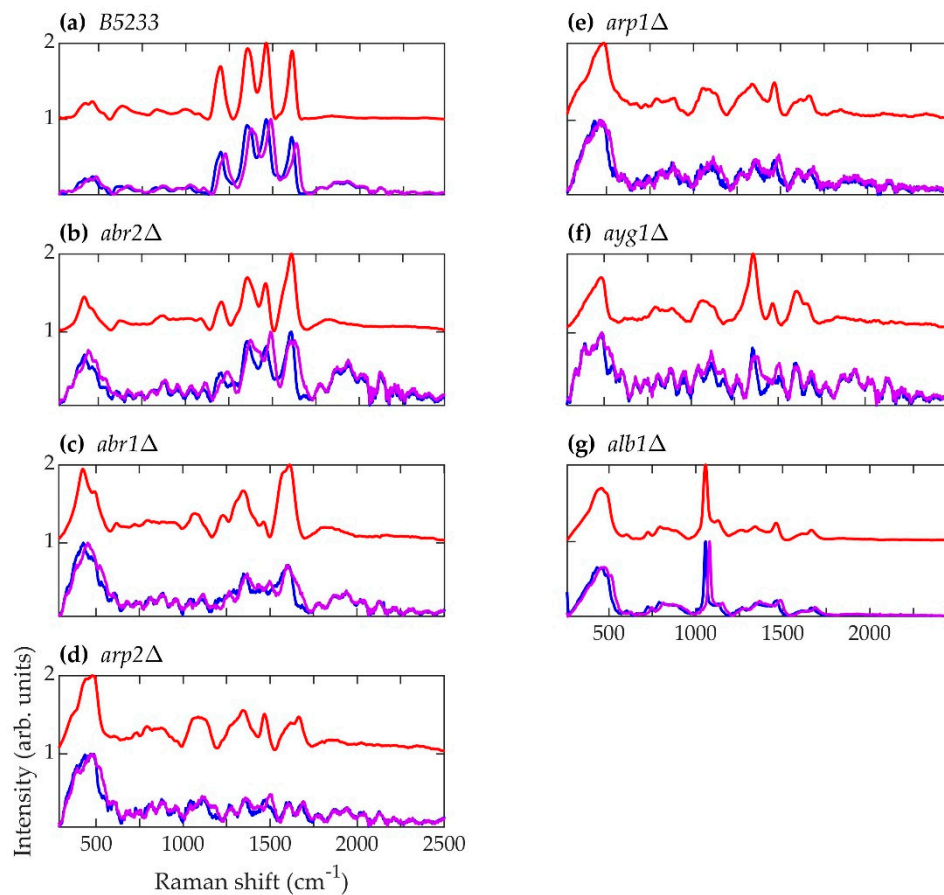 (a) B5233
2
1
(b) abr2Δ
2
1
(c) abr1Δ
2
1
(d) arp2Δ
2
1
500 1000 1500 2000 2500
Raman shift (cm⁻¹)
Intensity (arb. units)
(e) arp1Δ
(f) ayg1Δ
(g) alb1Δ
500 1000 1500 2000